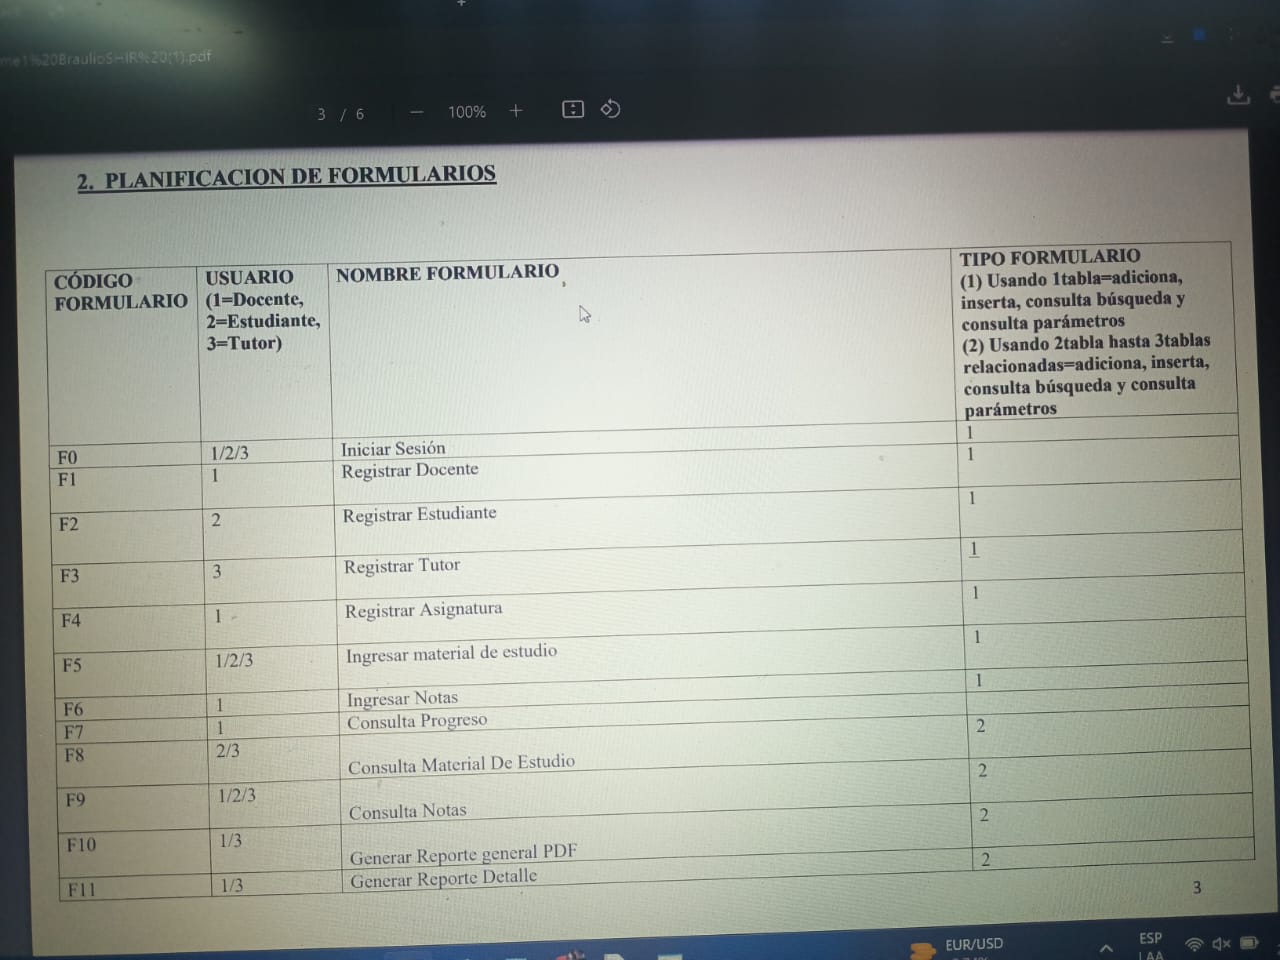 3 / 6
100%
2. PLANIFICACION DE FORMULARIOS
CÓDIGO
FORMULARIO
USUARIO
(1=Docente,
2=Estudiante,
3=Tutor)
NOMBRE FORMULARIO
TIPO FORMULARIO
(1) Usando 1tabla=adiciona,
inserta, consulta búsqueda y
consulta parámetros
(2) Usando 2tabla hasta 3tablas
relacionadas=adiciona, inserta,
consulta búsqueda y consulta
parámetros
F0 1/2/3 Iniciar Sesión 1
F1 1 Registrar Docente 1
F2 2 Registrar Estudiante 1
F3 3 Registrar Tutor 1
F4 1 Registrar Asignatura 1
F5 1/2/3 Ingresar material de estudio 1
F6 1 Ingresar Notas 1
F7 1 Consulta Progreso
F8 2/3 Consulta Material De Estudio 2
F9 1/2/3 Consulta Notas 2
F10 1/3 Generar Reporte general PDF 2
F11 1/3 Generar Reporte Detalle 2
3
EUR/USD
ESP
LAA